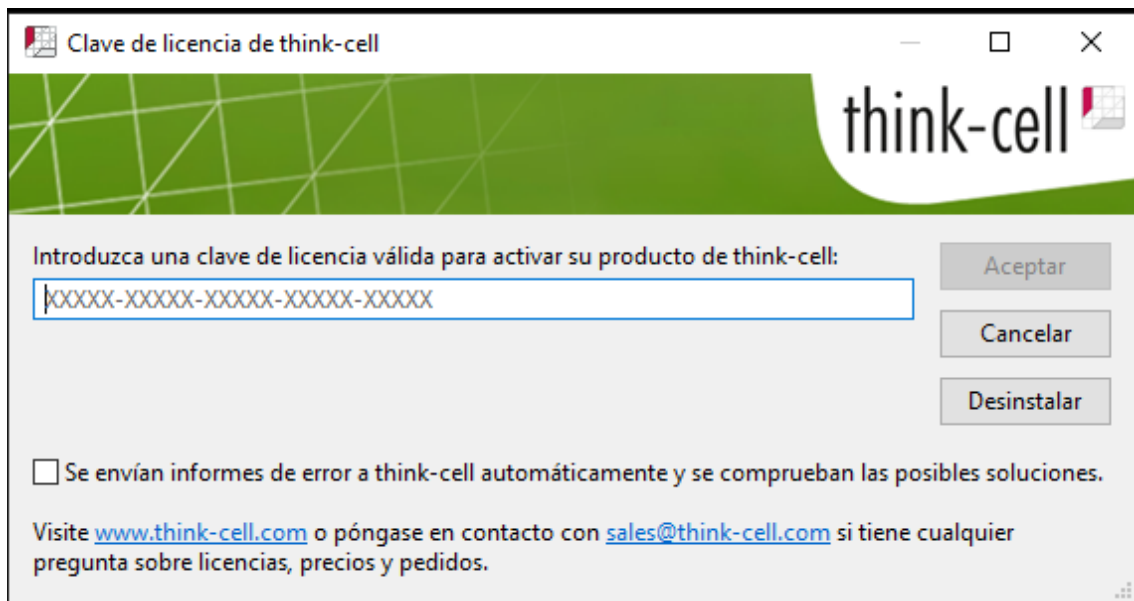 Clave de licencia de think-cell
think-cell
Introduzca una clave de licencia válida para activar su producto de think-cell:
XXXXX-XXXXX-XXXXX-XXXXX-XXXXX
Aceptar
Cancelar
Desinstalar
Se envían informes de error a think-cell automáticamente y se comprueban las posibles soluciones.
Visite www.think-cell.com o póngase en contacto con sales@think-cell.com si tiene cualquier
pregunta sobre licencias, precios y pedidos.